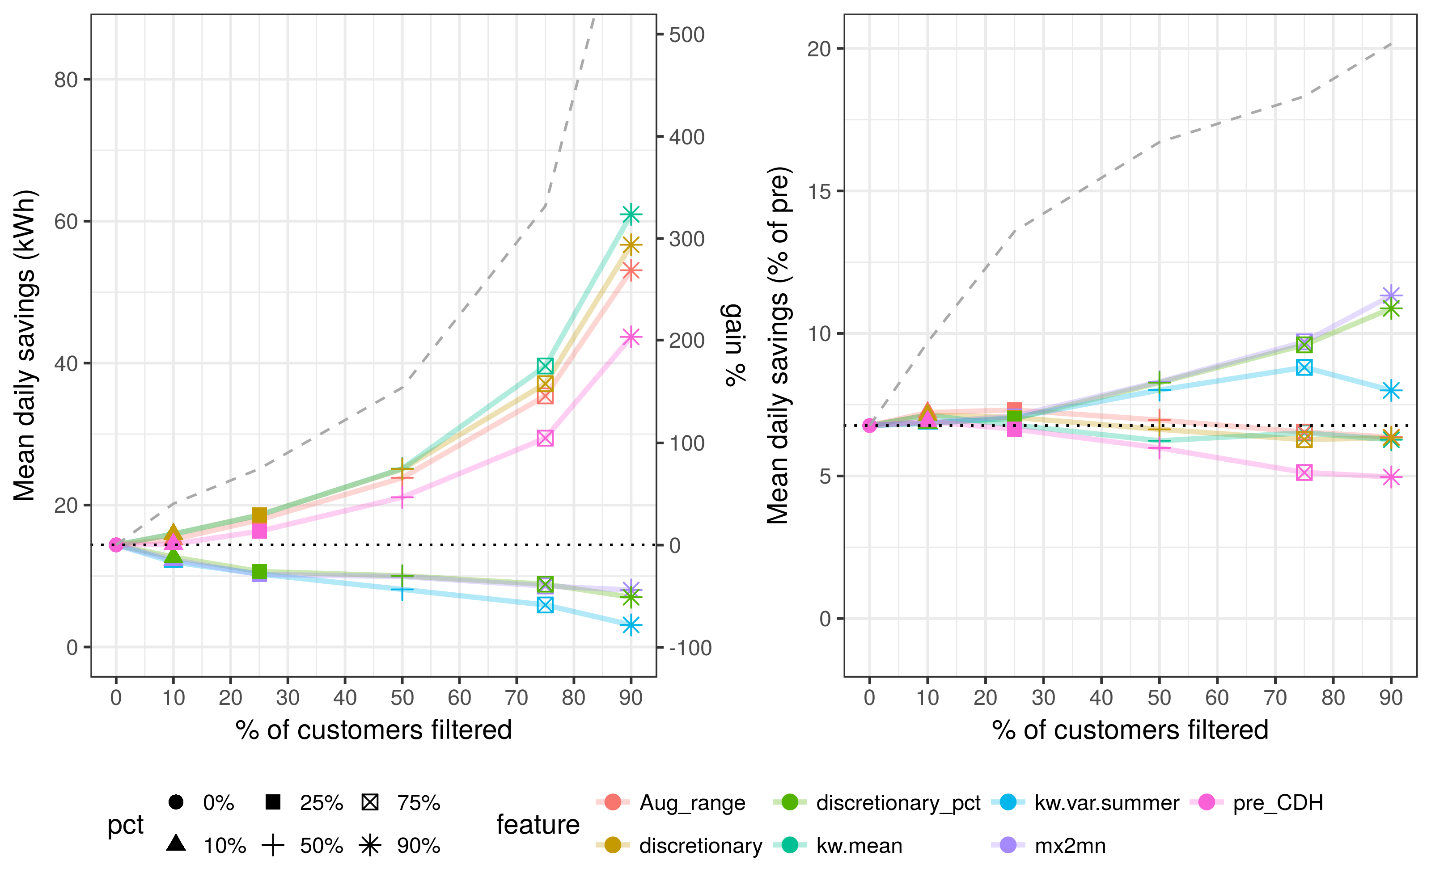 Mean daily savings (kWh)
80
60
40
20
0
500
400
300
200
100
0
-100
gain %
0 10 20 30 40 50 60 70 80 90
% of customers filtered
Mean daily savings (% of pre)
20
15
10
5
0
0 10 20 30 40 50 60 70 80 90
% of customers filtered
pct
0% 25% 75%
10% 50% 90%
feature
Aug_range discretionary_pct kw.var.summer pre_CDH
discretionary kw.mean mx2mn